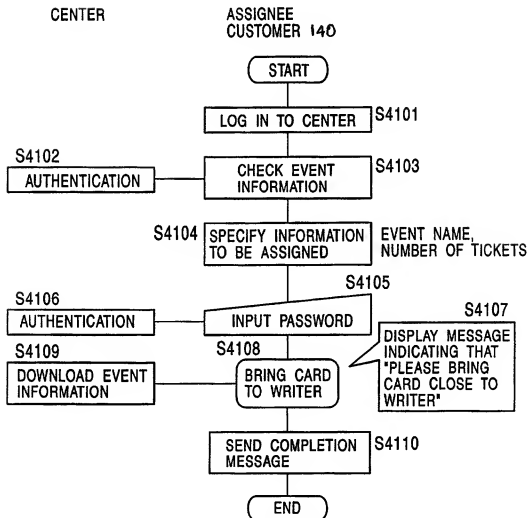 CENTER
ASSIGNEE
CUSTOMER 140
START
LOG IN TO CENTER
S4101
S4102
AUTHENTICATION
CHECK EVENT
INFORMATION
S4103
S4104
SPECIFY INFORMATION
TO BE ASSIGNED
EVENT NAME,
NUMBER OF TICKETS
S4105
INPUT PASSWORD
S4106
AUTHENTICATION
S4107
DISPLAY MESSAGE
INDICATING THAT
"PLEASE BRING
CARD CLOSE TO
WRITER"
S4108
BRING CARD
TO WRITER
S4109
DOWNLOAD EVENT
INFORMATION
SEND COMPLETION
MESSAGE
S4110
END